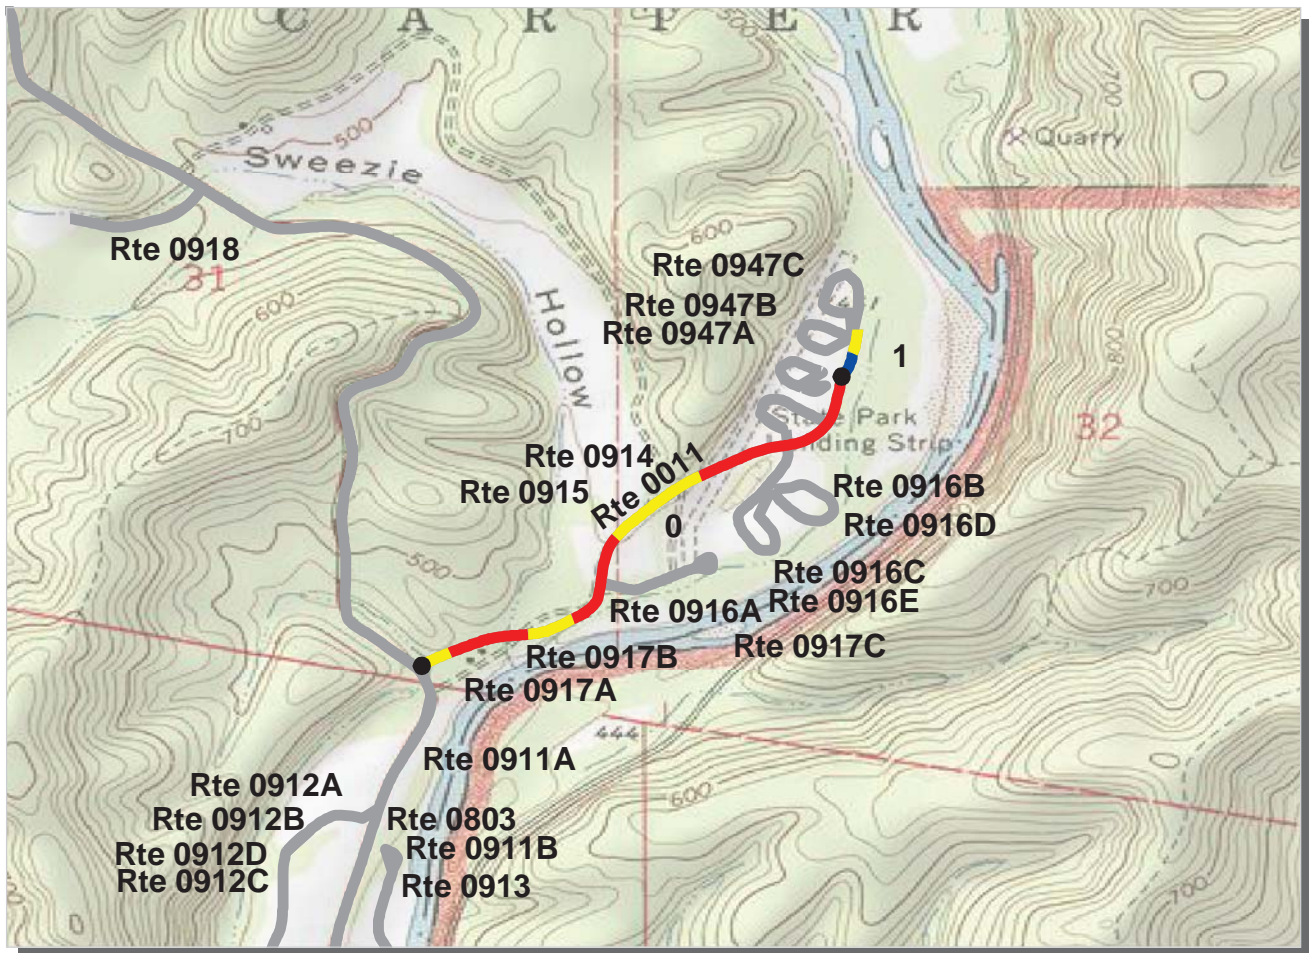 C A R T E R
500
700
Quarry
500
Sweezie
Rte 0918
31
600
600
Rte 0947C
Rte 0947B
Rte 0947A
Hollow
1
800
700
State Park
Landing Strip
32
Rte 0914
Rte 0011
Rte 0915
0
Rte 0916B
Rte 0916D
500
Rte 0916C
700
Rte 0916A
Rte 0916E
Rte 0917B
Rte 0917C
Rte 0917A
444
Rte 0911A
Rte 0912A
600
Rte 0912B
Rte 0803
Rte 0911B
Rte 0912D
Rte 0912C
Rte 0913
700